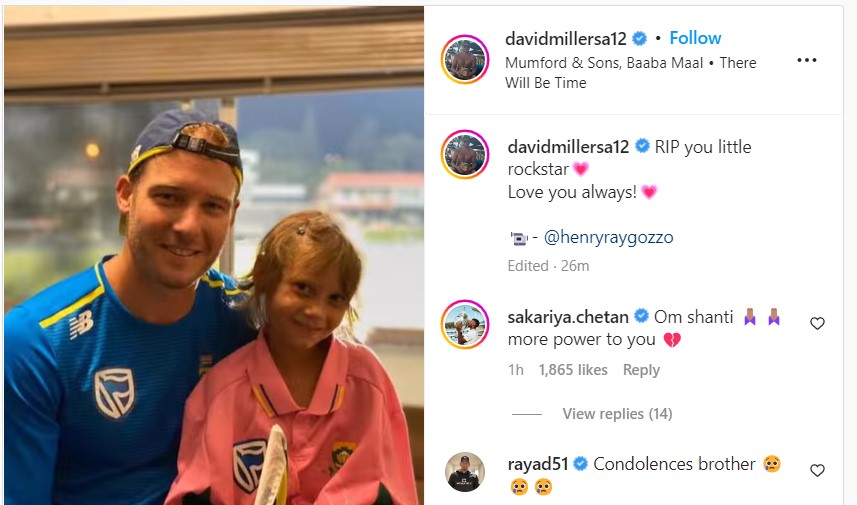 davidmillersa12 • Follow
Mumford & Sons, Baaba Maal • There
Will Be Time
davidmillersa12 RIP you little
rockstar💗
Love you always! 💗
📹 - @henryraygozzo
Edited · 26m
sakariya.chetan Om shanti 🙏🏽 🙏🏽
more power to you 💔
1h 1,865 likes Reply
View replies (14)
rayad51 Condolences brother 😢
😢 😢
NB